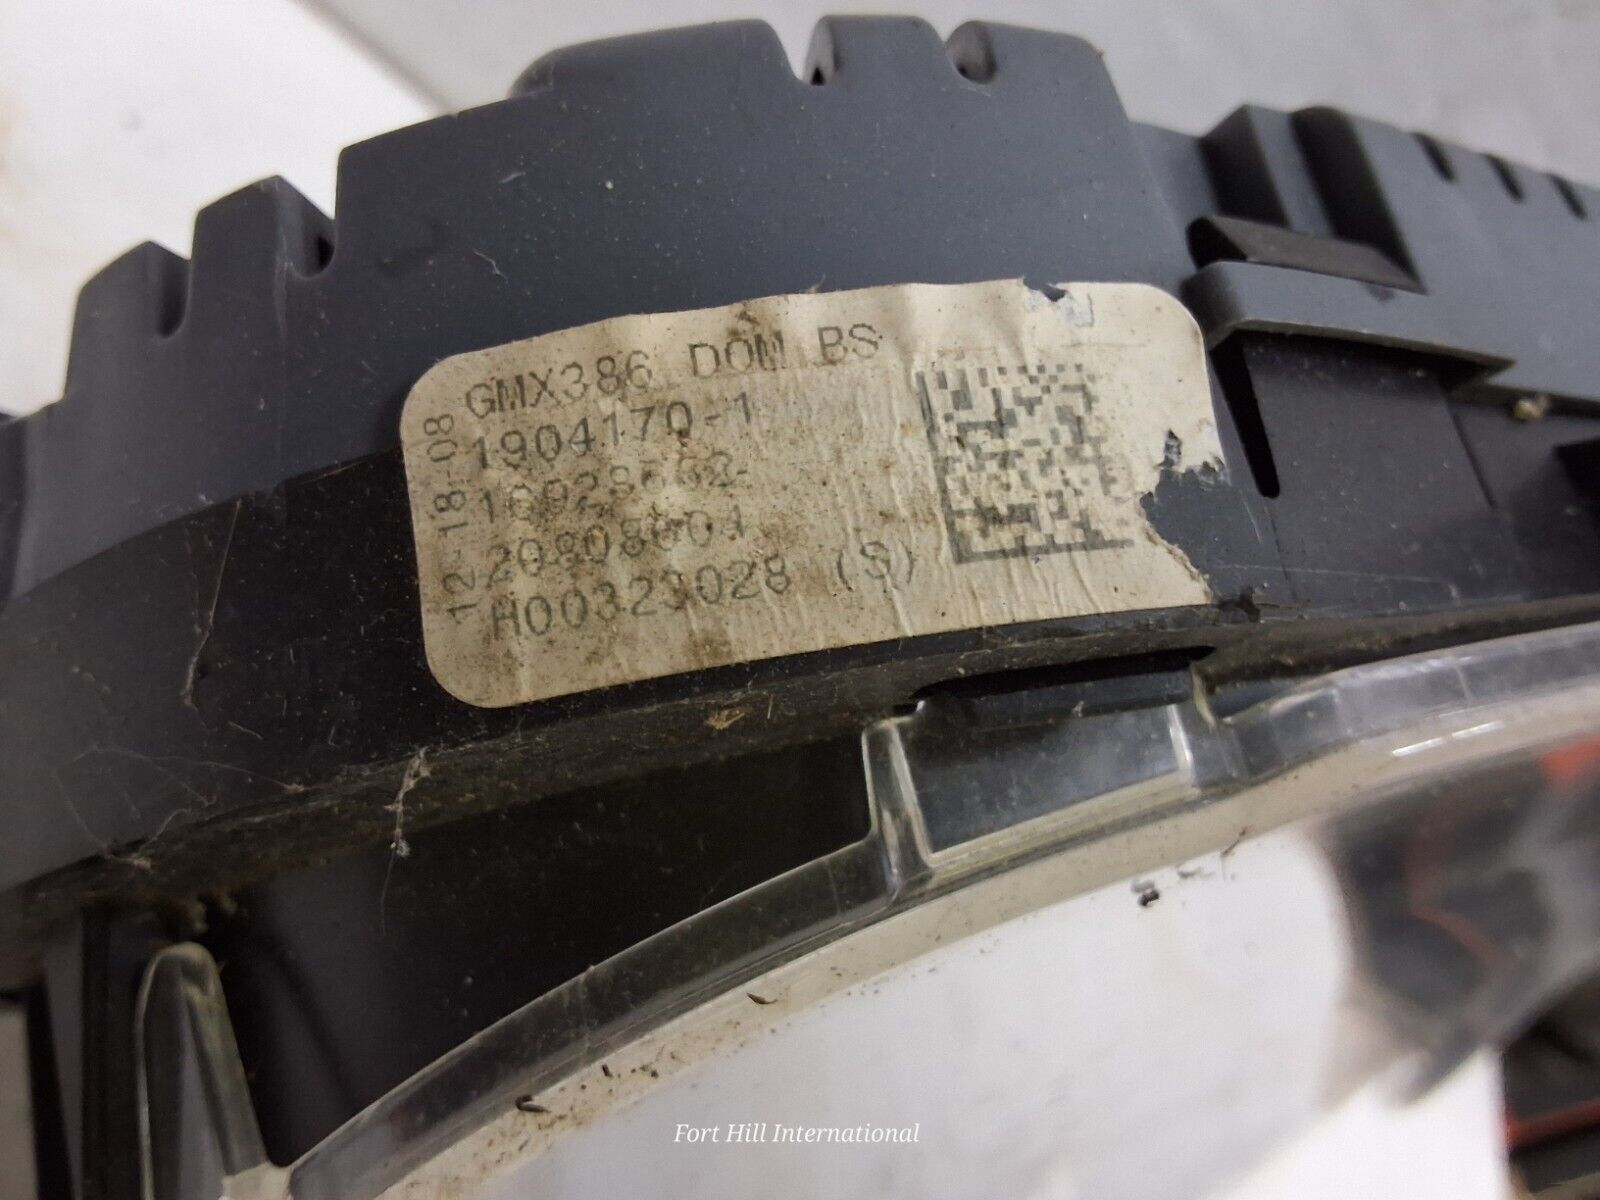 GMX386 DOM BS
1904170-1
20808604
H00323028 (S)
12-18-08
Fort Hill International